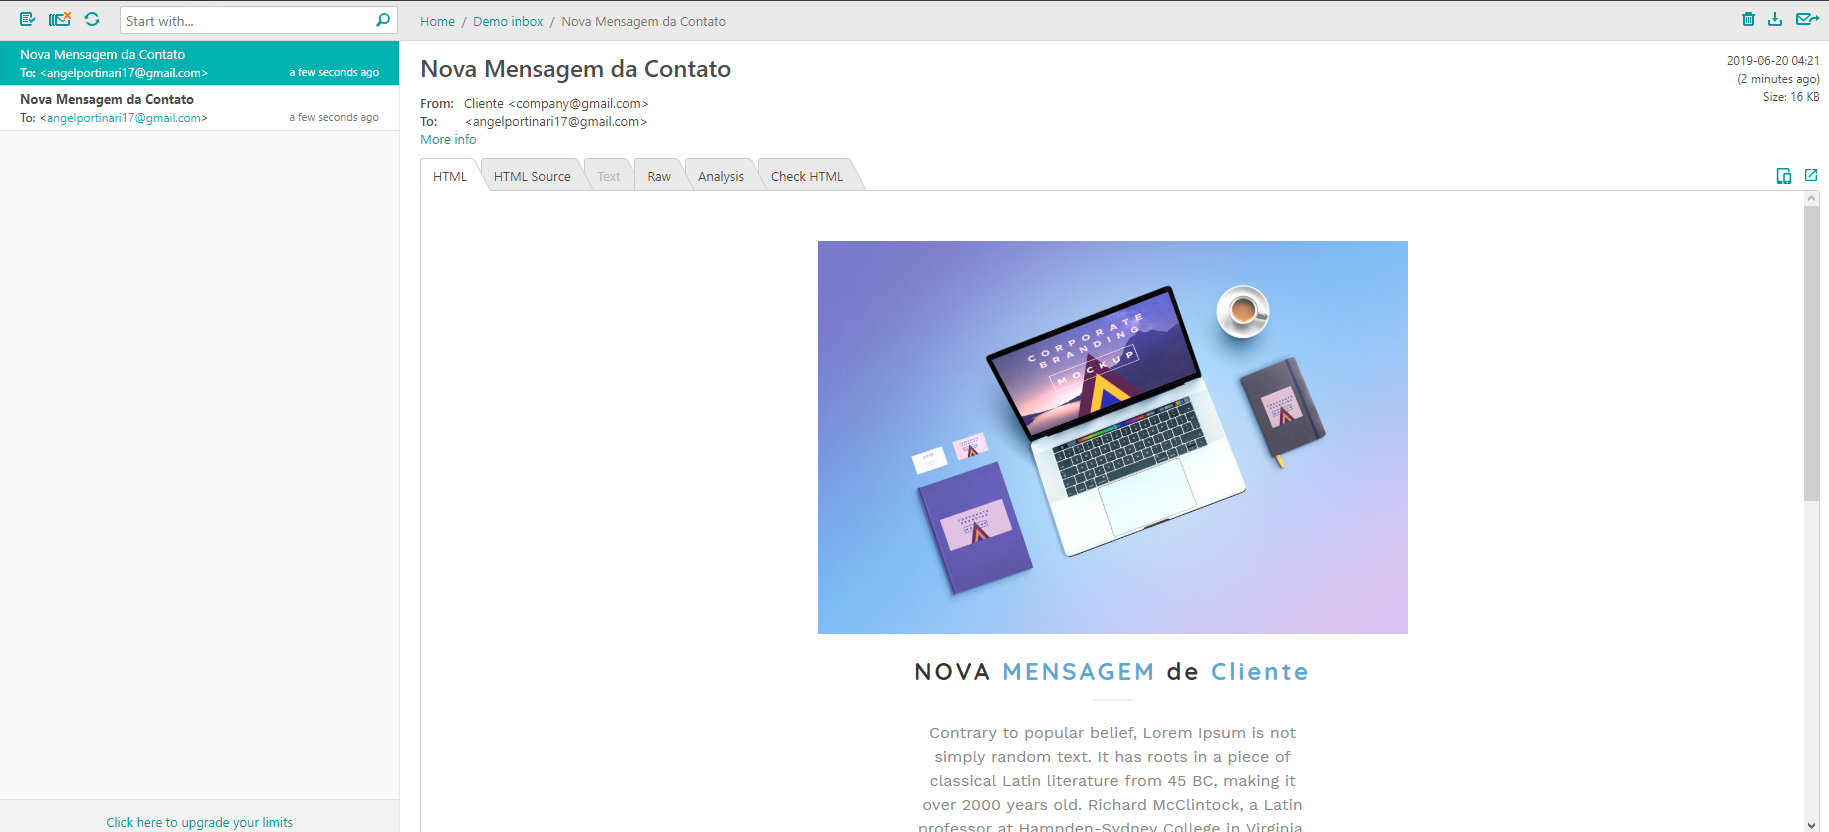 Start with...
Home / Demo inbox / Nova Mensagem da Contato
Nova Mensagem da Contato
To: <angelportinari17@gmail.com>
a few seconds ago
Nova Mensagem da Contato
To: <angelportinari17@gmail.com>
a few seconds ago
Click here to upgrade your limits
Nova Mensagem da Contato
2019-06-20 04:21
(2 minutes ago)
Size: 16 KB
From: Cliente <company@gmail.com>
To: <angelportinari17@gmail.com>
More info
HTML
HTML Source
Text
Raw
Analysis
Check HTML
CORPORATE
BRANDING
MOCKUP
NOVA MENSAGEM de Cliente
Contrary to popular belief, Lorem Ipsum is not
simply random text. It has roots in a piece of
classical Latin literature from 45 BC, making it
over 2000 years old. Richard McClintock, a Latin
professor at Hampden-Sydney College in Virginia